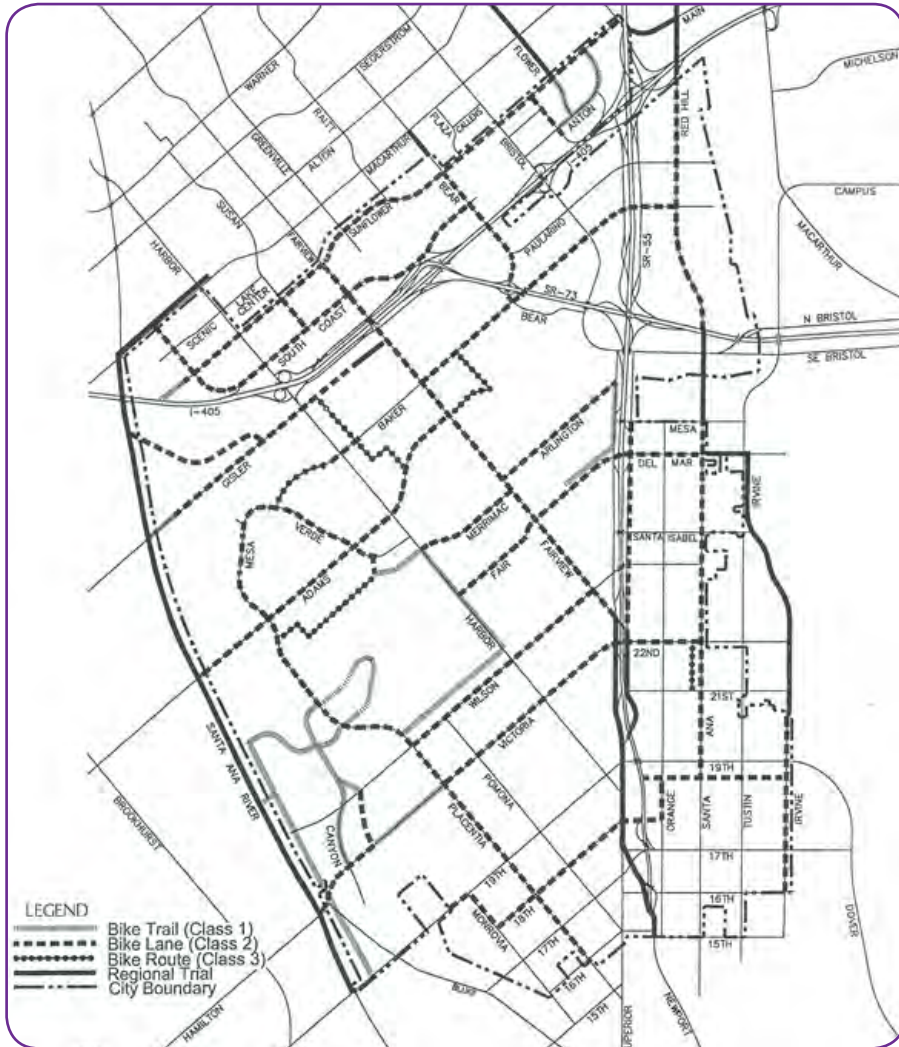 MAIN
FLOWER
SEGERSTROM
WARNER
MICHELSON
RAITT
PLAZA
CALLERS
ANTON
RED HILL
GREENVILLE
ALTON
MACARTHUR
BRISTOL
I-405
SUSAN
BEAR
CAMPUS
SUNFLOWER
FAIRVIEW
PAULARINO
MACARTHUR
HARBOR
SR-55
LAKE
CENTER
SCENIC
SOUTH COAST
SR-73
BEAR
N BRISTOL
SE BRISTOL
I-405
BAKER
MESA
ARLINGTON
GISLER
DEL MAR
IRVINE
VERDE
MERRIMAC
SANTA ISABEL
MESA
FAIR
FAIRVIEW
ADAMS
HARBOR
22ND
WILSON
21ST
SANTA ANA RIVER
VICTORIA
ANA
19TH
BROOKHURST
POMONA
PLACENTIA
ORANGE
SANTA
TUSTIN
IRVINE
CANYON
17TH
19TH
18TH
16TH
DOVER
MONROVIA
17TH
15TH
LEGEND
Bike Trail (Class 1)
Bike Lane (Class 2)
Bike Route (Class 3)
Regional Trial
City Boundary
BLUFF
16TH
15TH
HAMILTON
SUPERIOR
NEWPORT